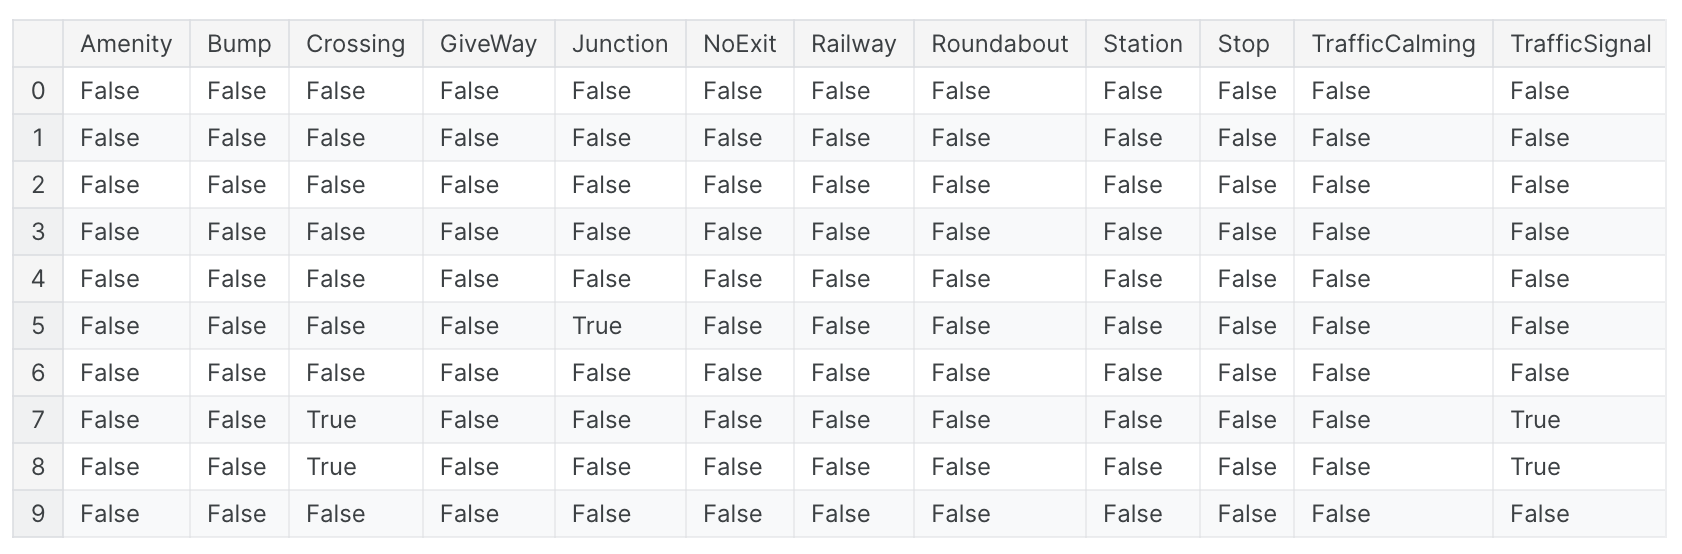 Amenity Bump Crossing GiveWay Junction NoExit Railway Roundabout Station Stop TrafficCalming TrafficSignal
0 False False False False False False False False False False False False
1 False False False False False False False False False False False False
2 False False False False False False False False False False False False
3 False False False False False False False False False False False False
4 False False False False False False False False False False False False
5 False False False False True False False False False False False False
6 False False False False False False False False False False False False
7 False False True False False False False False False False False True
8 False False True False False False False False False False False True
9 False False False False False False False False False False False False